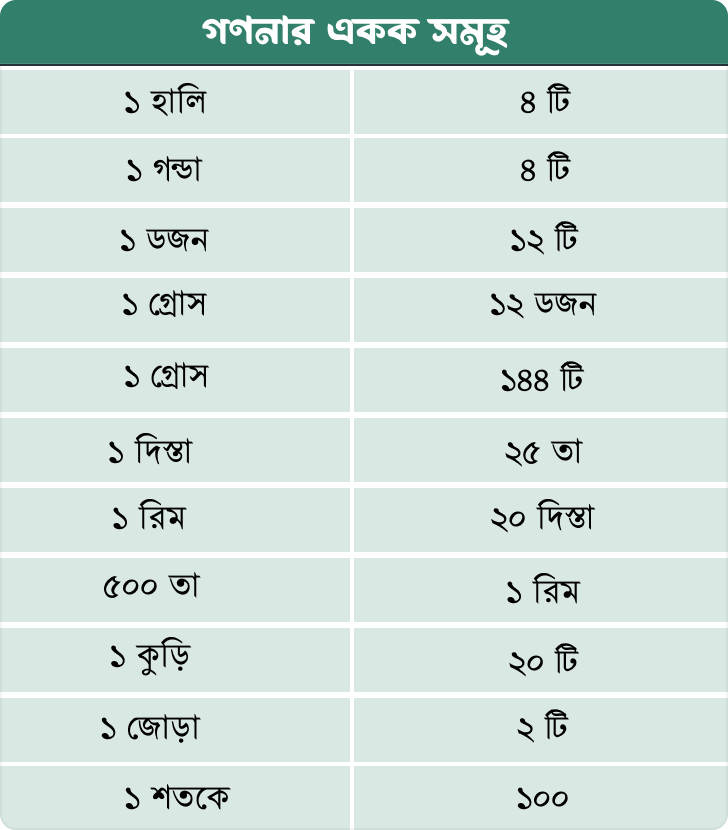 গণনার একক সমূহ
১ হালি ৪ টি
১ গন্ডা ৪ টি
১ ডজন ১২ টি
১ গ্রোস ১২ ডজন
১ গ্রোস ১৪৪ টি
১ দিস্তা ২৫ তা
১ রিম ২০ দিস্তা
৫০০ তা ১ রিম
১ কুড়ি ২০ টি
১ জোড়া ২ টি
১ শতকে ১০০